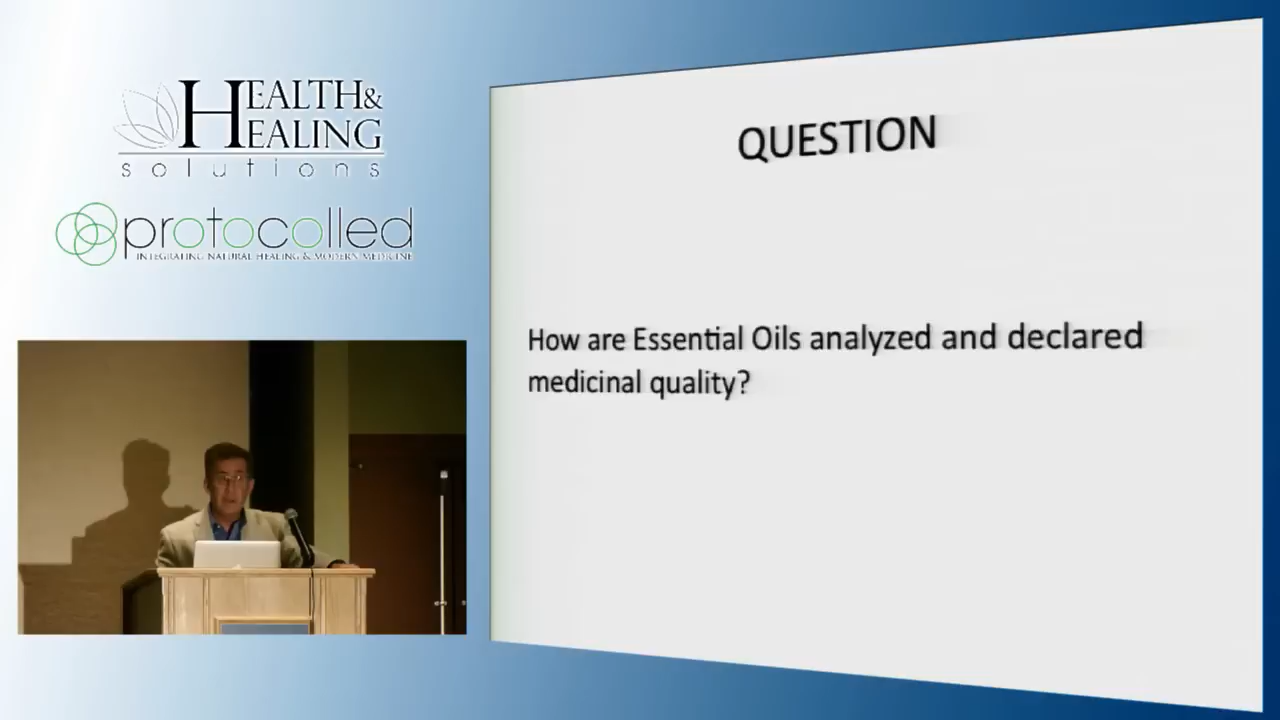 HEALTH&
HEALING
solutions
protocolled
INTEGRATING NATURAL HEALING & MODERN MEDICINE
QUESTION
How are Essential Oils analyzed and declared
medicinal quality?